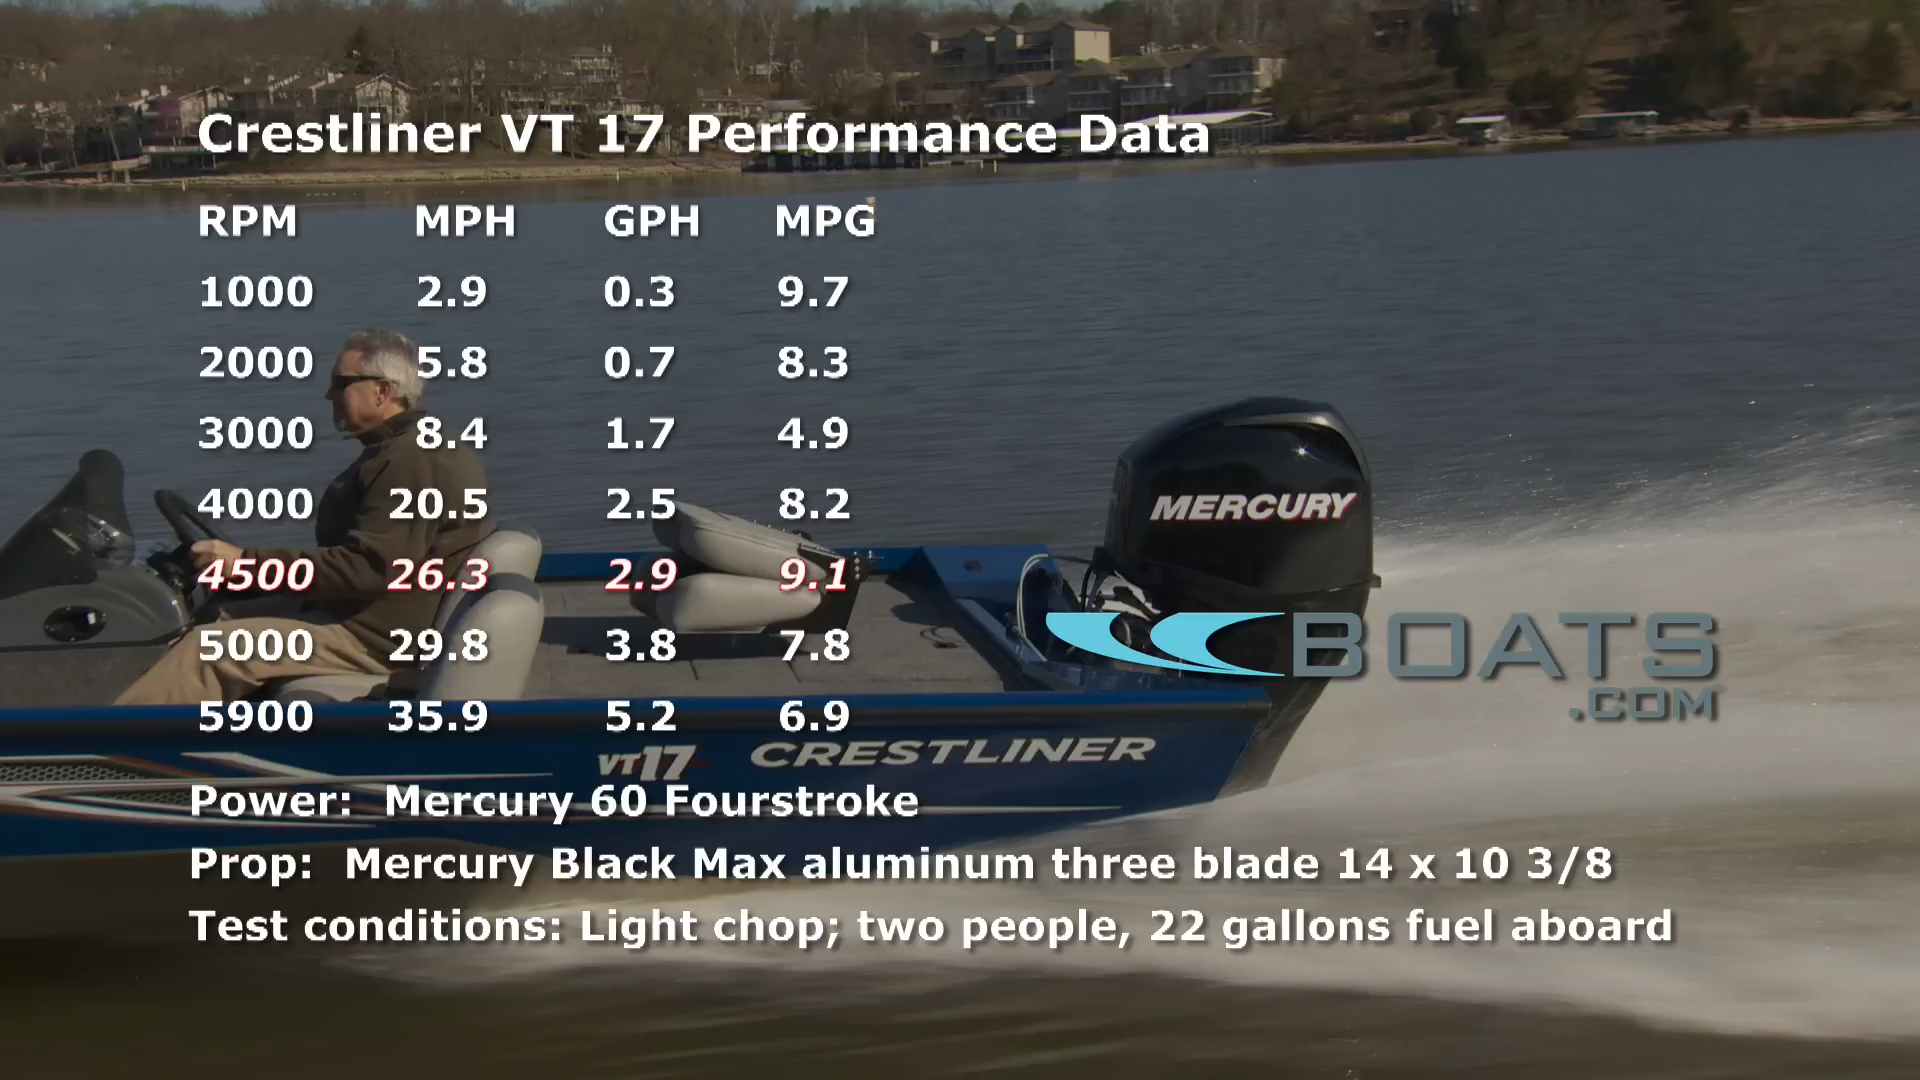 Crestliner VT 17 Performance Data
RPM MPH GPH MPG
1000 2.9 0.3 9.7
2000 5.8 0.7 8.3
3000 8.4 1.7 4.9
4000 20.5 2.5 8.2
4500 26.3 2.9 9.1
5000 29.8 3.8 7.8
5900 35.9 5.2 6.9
MERCURY
BOATS
.COM
VT17 CRESTLINER
Power: Mercury 60 Fourstroke
Prop: Mercury Black Max aluminum three blade 14 x 10 3/8
Test conditions: Light chop; two people, 22 gallons fuel aboard